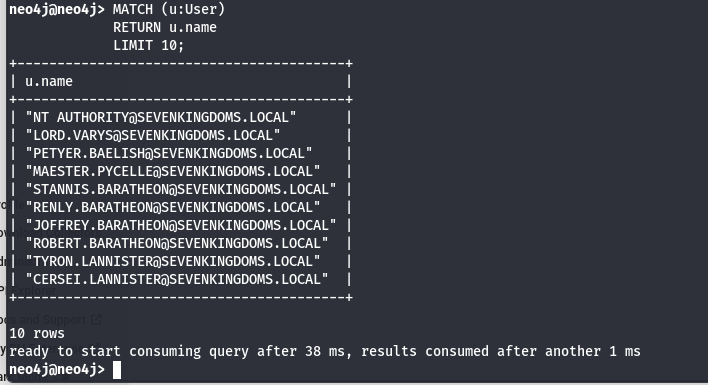 neo4j@neo4j> MATCH (u:User)
RETURN u.name
LIMIT 10;
+----------------------------------------+
| u.name |
+----------------------------------------+
| "NT AUTHORITY@SEVENKINGDOMS.LOCAL" |
| "LORD.VARYS@SEVENKINGDOMS.LOCAL" |
| "PETYER.BAELISH@SEVENKINGDOMS.LOCAL" |
| "MAESTER.PYCELLE@SEVENKINGDOMS.LOCAL" |
| "STANNIS.BARATHEON@SEVENKINGDOMS.LOCAL" |
| "RENLY.BARATHEON@SEVENKINGDOMS.LOCAL" |
| "JOFFREY.BARATHEON@SEVENKINGDOMS.LOCAL" |
| "ROBERT.BARATHEON@SEVENKINGDOMS.LOCAL" |
| "TYRON.LANNISTER@SEVENKINGDOMS.LOCAL" |
| "CERSEI.LANNISTER@SEVENKINGDOMS.LOCAL" |
+----------------------------------------+
and Support
10 rows
ready to start consuming query after 38 ms, results consumed after another 1 ms
neo4j@neo4j>